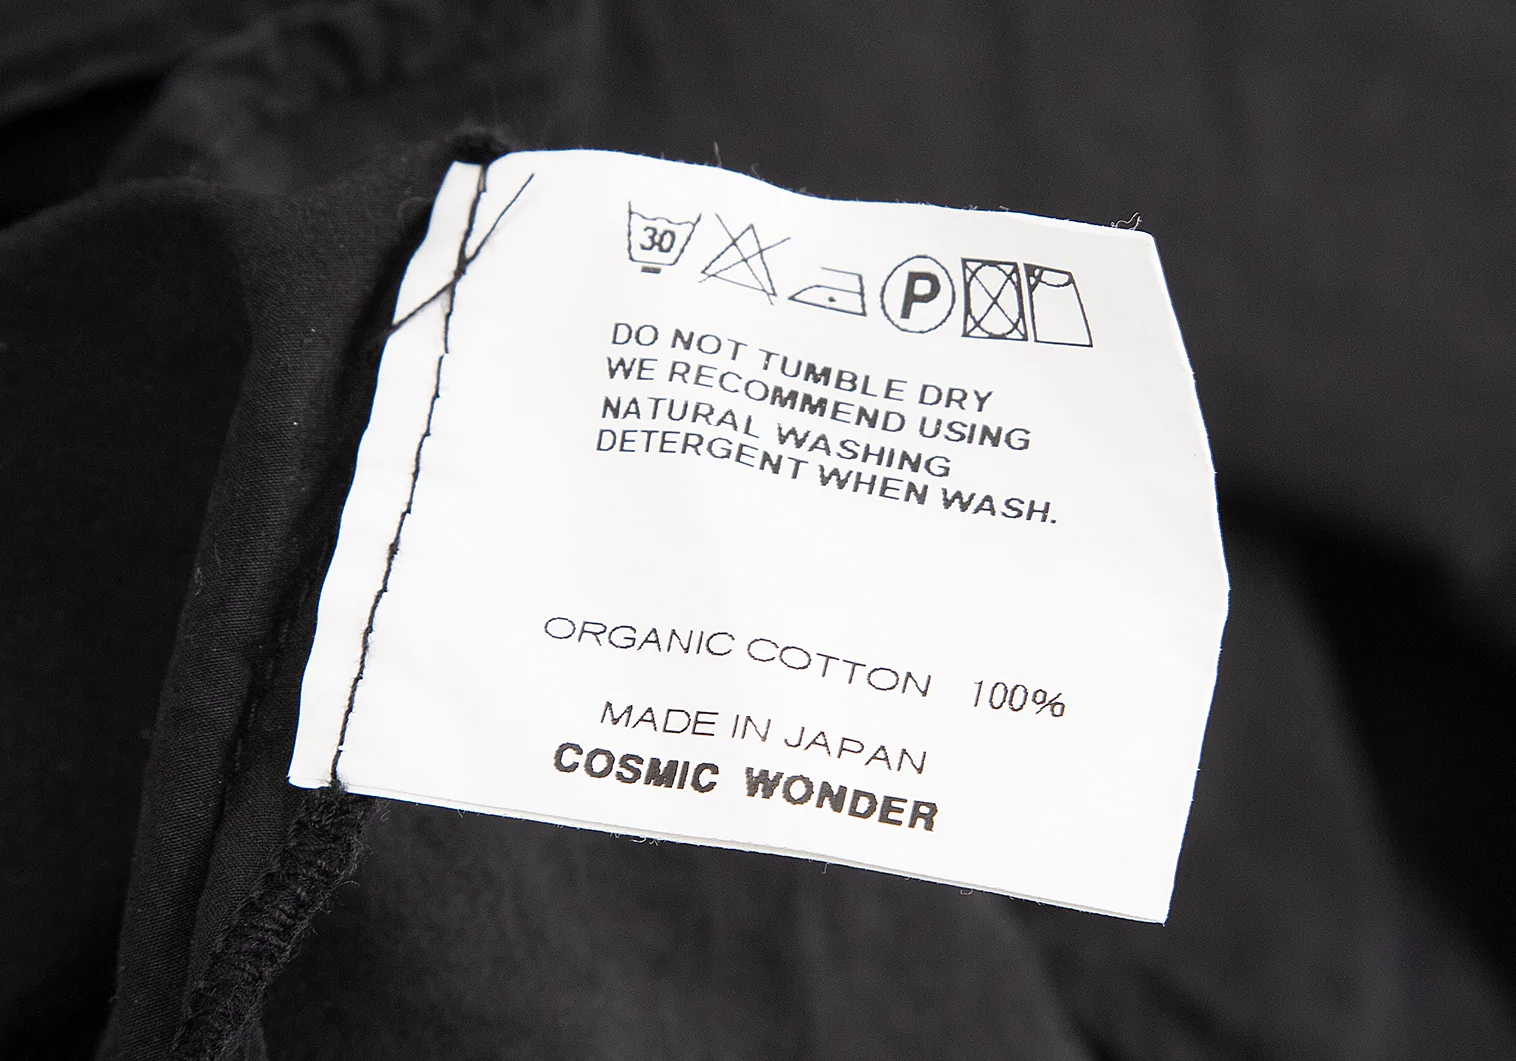 30
P
DO NOT TUMBLE DRY
WE RECOMMEND USING
NATURAL WASHING
DETERGENT WHEN WASH.
ORGANIC COTTON 100%
MADE IN JAPAN
COSMIC WONDER